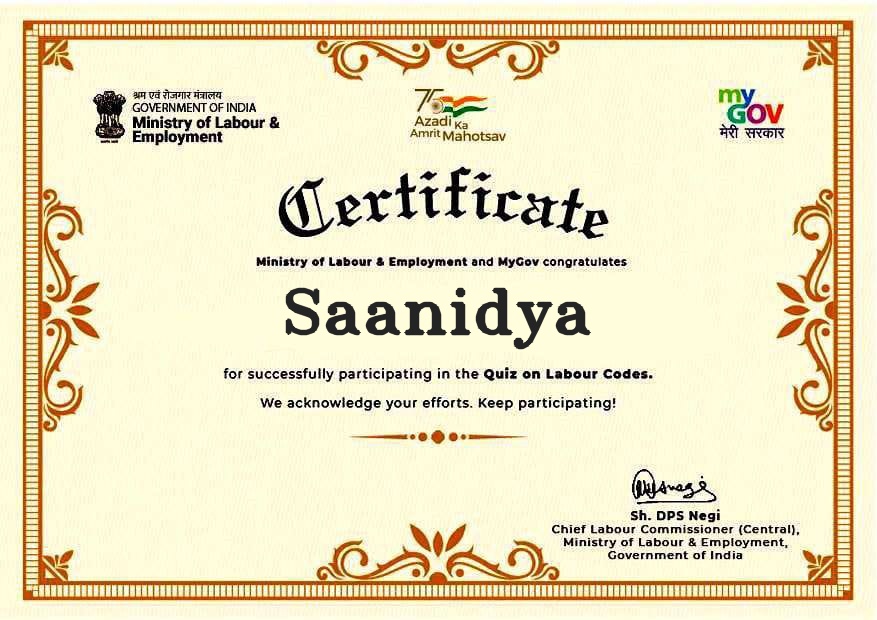 श्रम एवं रोजगार मंत्रालय
GOVERNMENT OF INDIA
Ministry of Labour &
Employment
75
Azadi Ka
Amrit Mahotsav
my
GOV
मेरी सरकार
Certificate
Ministry of Labour & Employment and MyGov congratulates
Saanidya
for successfully participating in the Quiz on Labour Codes.
We acknowledge your efforts. Keep participating!
Sh. DPS Negi
Chief Labour Commissioner (Central),
Ministry of Labour & Employment,
Government of India